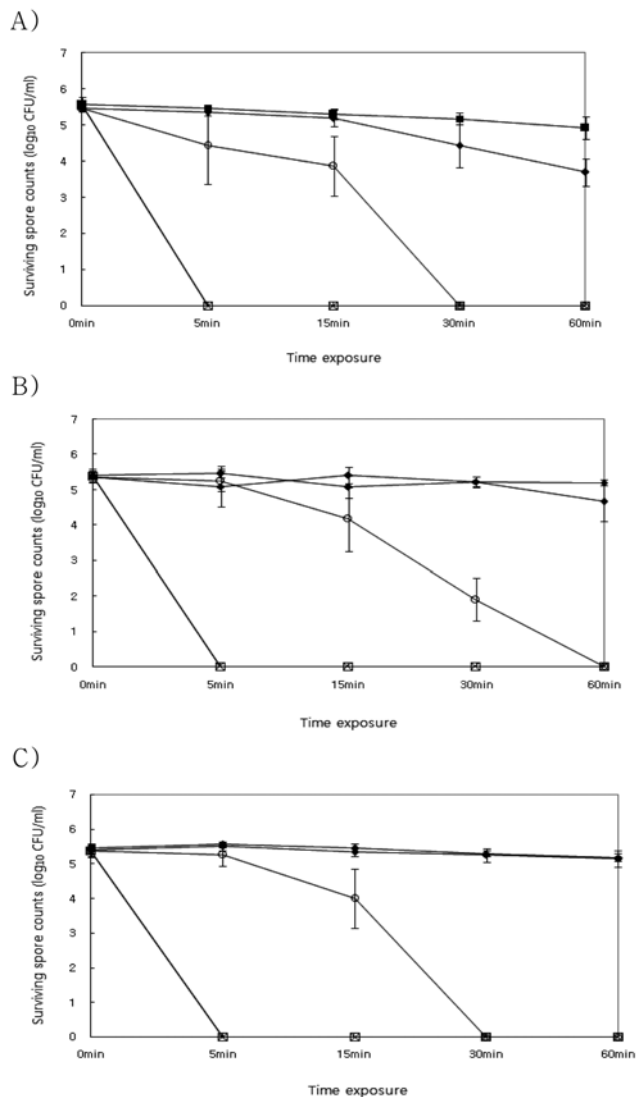 A)
7
6
5
4
3
2
1
0
Surviving spore counts (log10 CFU/ml)
0min 5min 15min 30min 60min
Time exposure
B)
7
6
5
4
3
2
1
0
Surviving spore counts (log10 CFU/ml)
0min 5min 15min 30min 60min
Time exposure
C)
7
6
5
4
3
2
1
0
Surviving spore counts (log10 CFU/ml)
0min 5min 15min 30min 60min
Time exposure